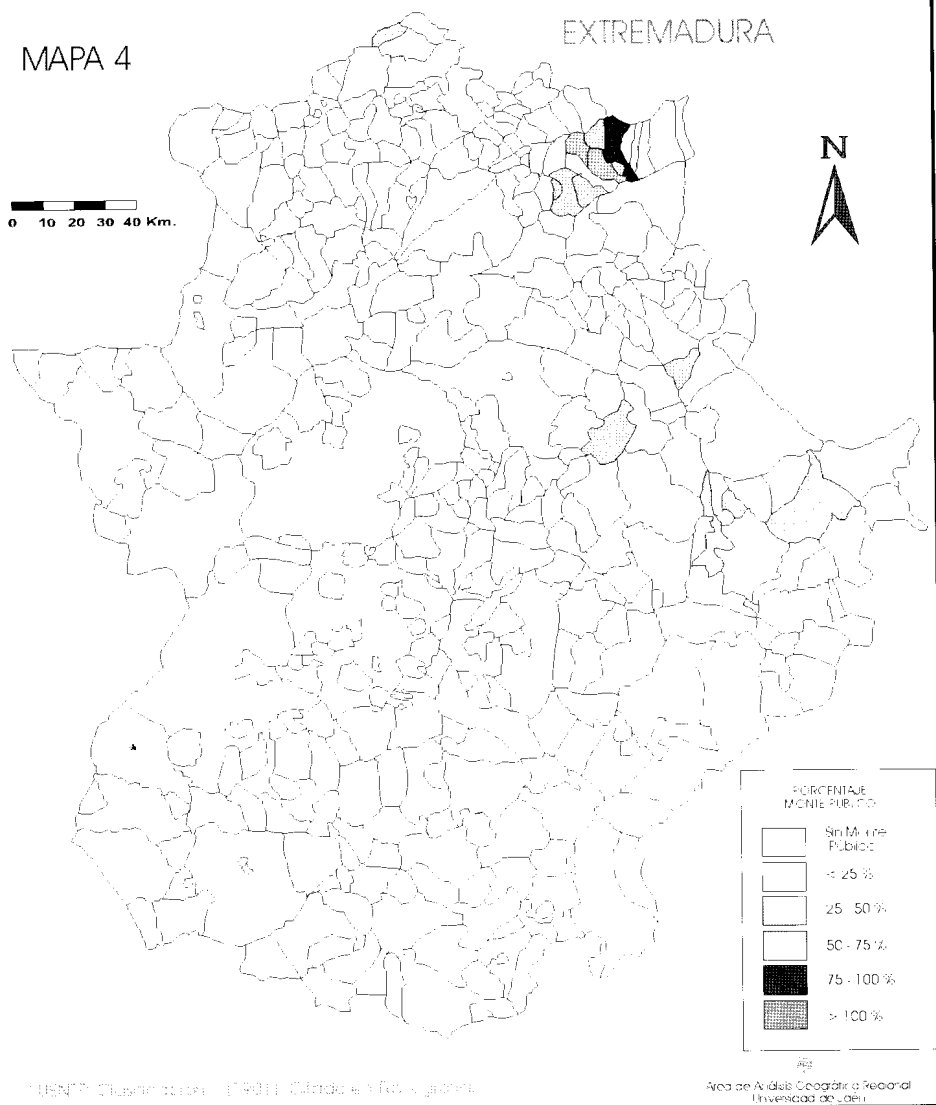 EXTREMADURA
MAPA 4
N
0 10 20 30 40 Km.
PORCENTAJE
MONTE PUBLICO
Sin Monte
Público
< 25 %
25 - 50 %
50 - 75 %
75 - 100 %
> 100 %
Area de Análisis Geográfico Regional
Universidad de Jaén